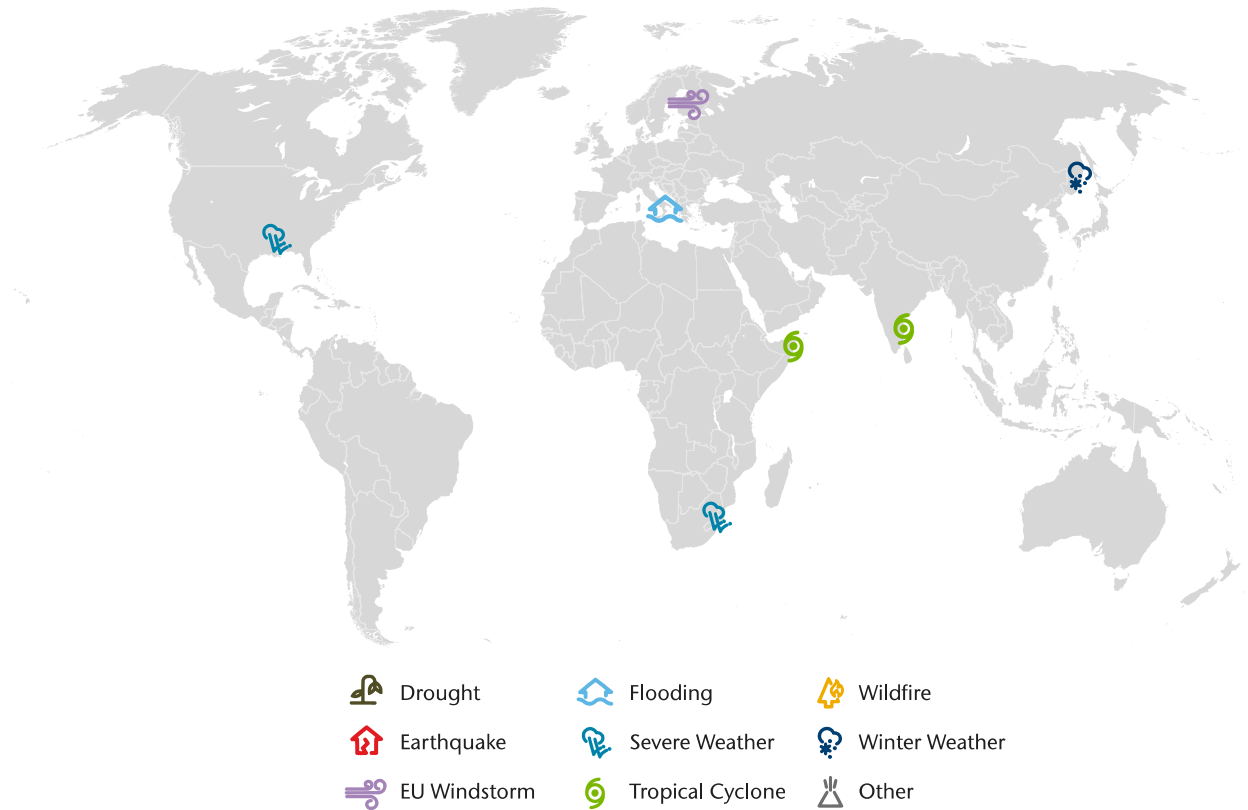 Drought
Flooding
Wildfire
Earthquake
Severe Weather
Winter Weather
EU Windstorm
Tropical Cyclone
Other